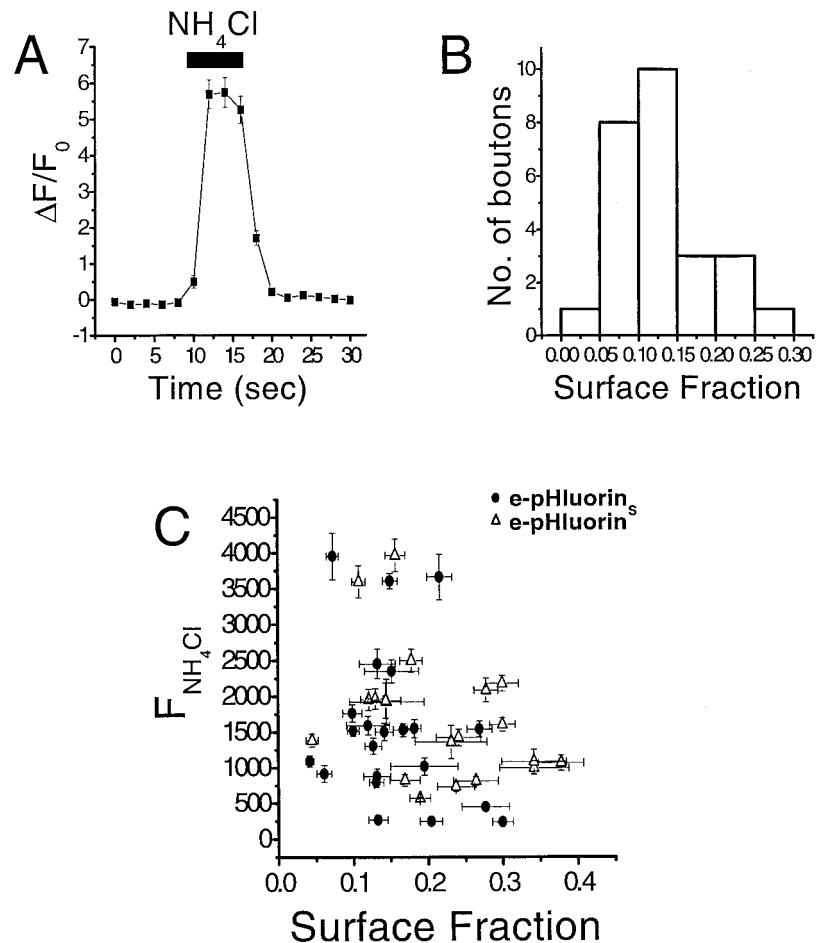 A
NH4Cl
7
6
5
4
3
2
1
0
-1
ΔF/F0
0 5 10 15 20 25 30
Time (sec)
B
10
8
6
4
2
0
No. of boutons
0.00 0.05 0.10 0.15 0.20 0.25 0.30
Surface Fraction
C
e-pHluorins
e-pHluorins
4500
4000
3500
3000
2500
2000
1500
1000
500
0
FNH4Cl
0.0 0.1 0.2 0.3 0.4
Surface Fraction